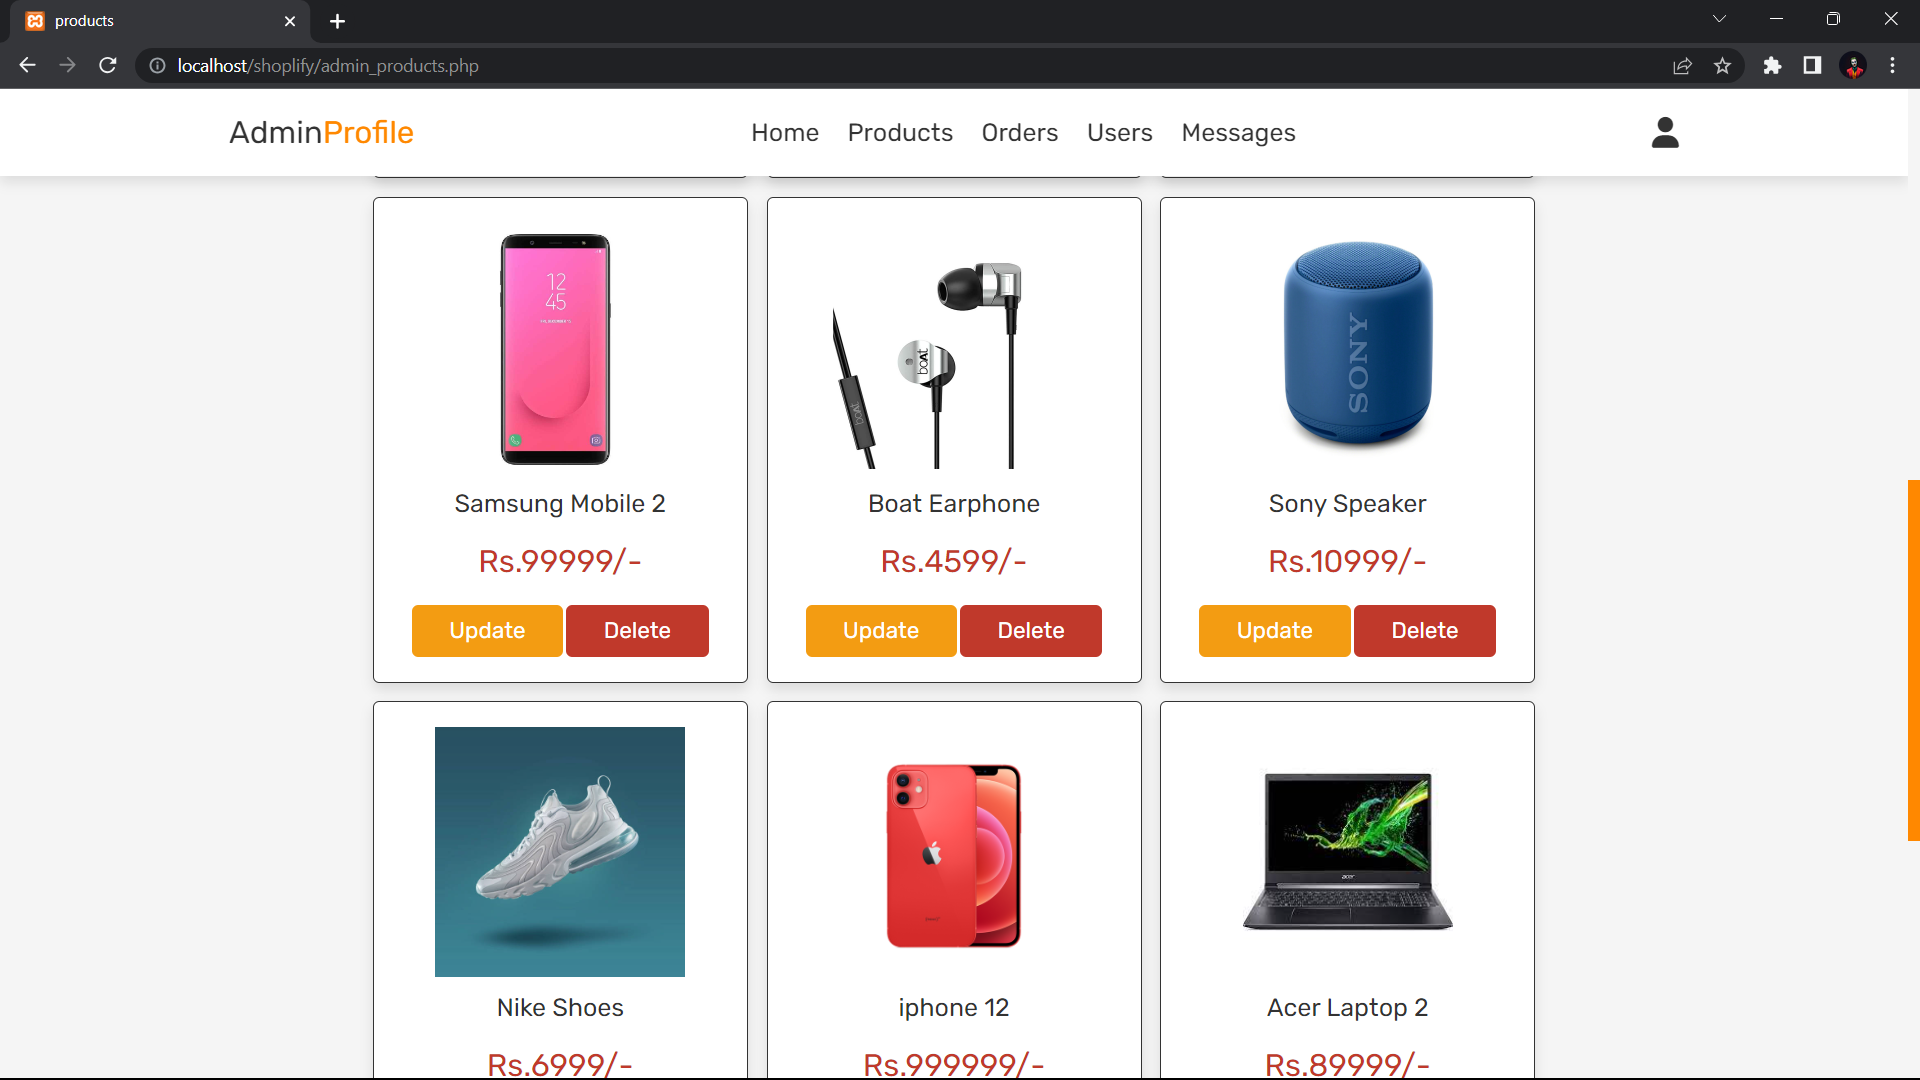 products
localhost/shoplify/admin_products.php
AdminProfile
Home Products Orders Users Messages
12
45
boAt
boAt
SONY
Samsung Mobile 2
Boat Earphone
Sony Speaker
Rs.99999/-
Rs.4599/-
Rs.10999/-
Update Delete
Update Delete
Update Delete
acer
Nike Shoes
iphone 12
Acer Laptop 2
Rs.6999/-
Rs.999999/-
Rs.89999/-